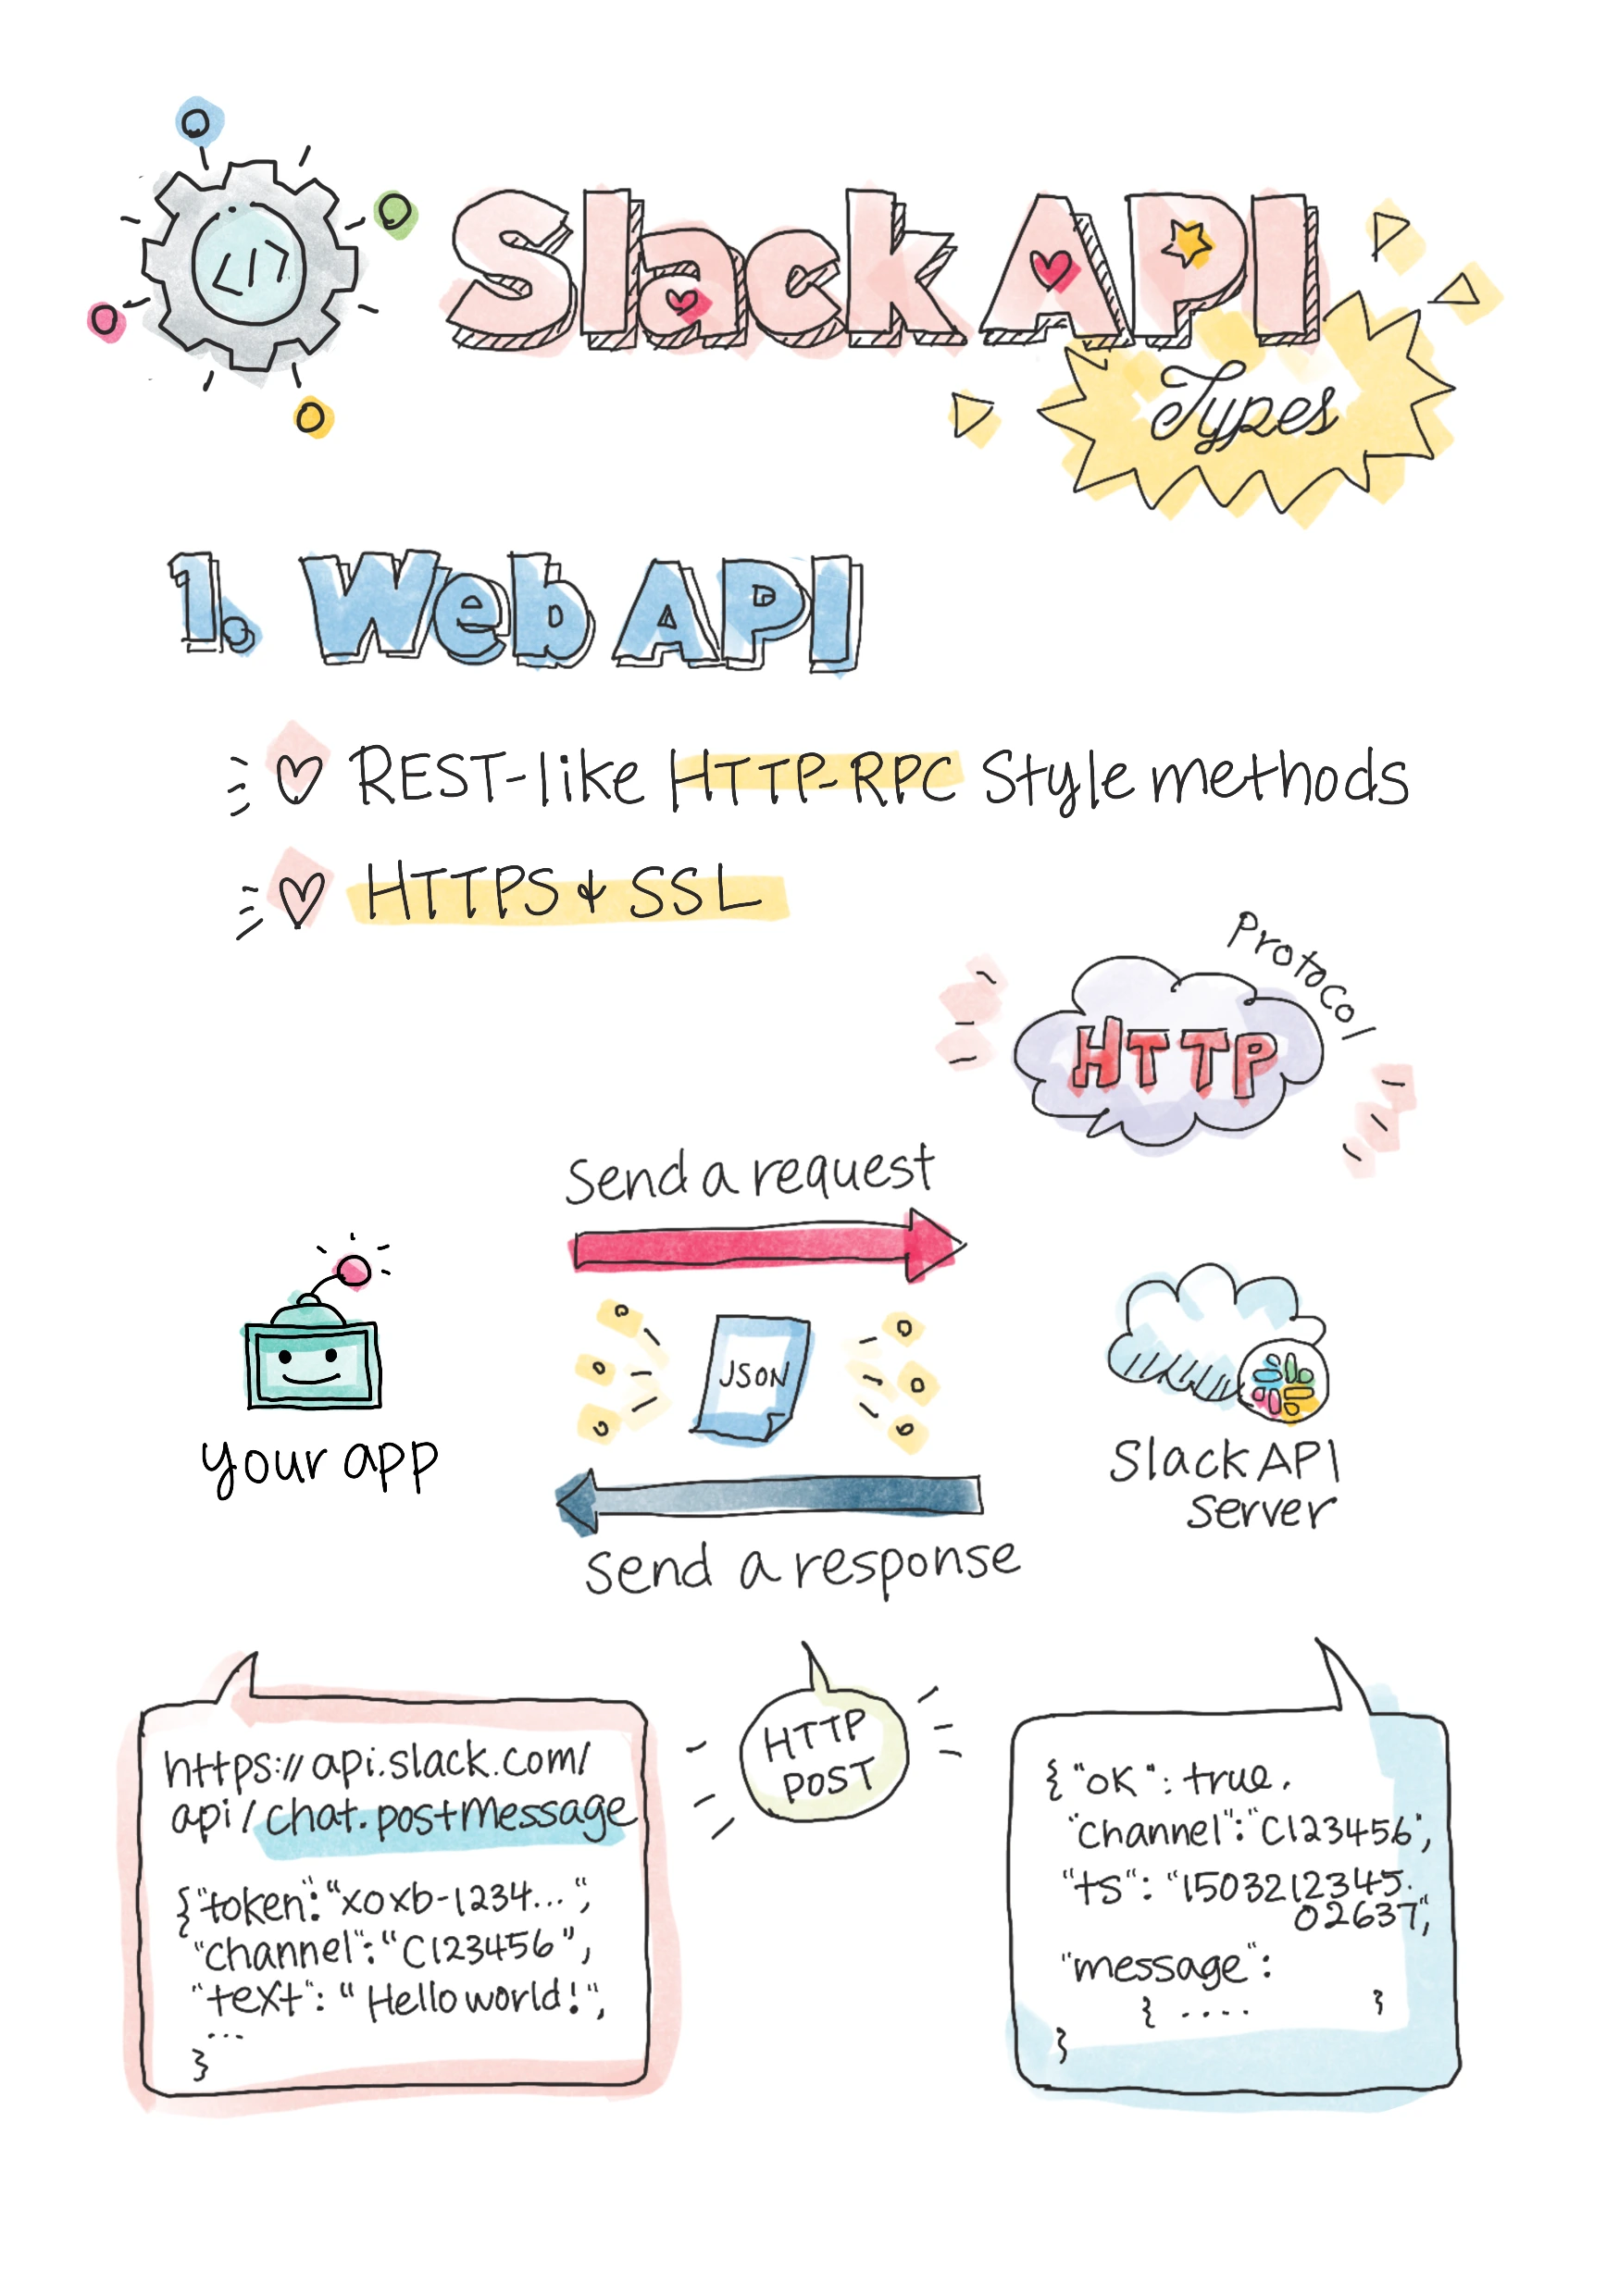 </>
Slack API
Types
1. Web API
REST-like HTTP-RPC Style methods
HTTPS & SSL
Protocol
HTTP
Send a request
JSON
your app
Slack API
server
Send a response
https://api.slack.com/
api/chat.postMessage
{"token":"xoxb-1234...",
"channel":"C123456",
"text": "Hello world!",
...
}
HTTP
POST
{ "ok": true,
"channel":"C123456",
"ts": "1503212345.
02637",
"message":
{ .... }
}